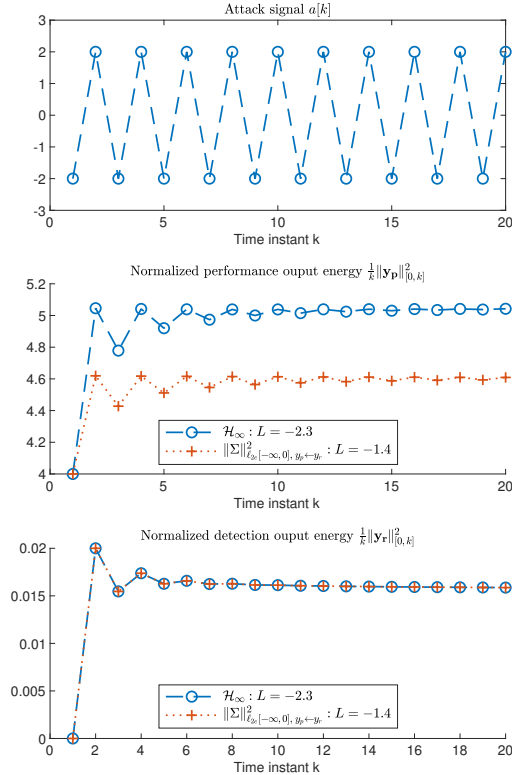 Attack signal a[k]
3
2
1
0
-1
-2
-3
0 5 10 15 20
Time instant k
Normalized performance ouput energy 1/k ‖y_p‖²_[0,k]
5.2
5
4.8
4.6
4.4
4.2
4
H∞ : L = −2.3
‖Σ‖²_ℓ2e[−∞,0], y_p←y_r : L = −1.4
0 5 10 15 20
Time instant k
Normalized detection ouput energy 1/k ‖y_r‖²_[0,k]
0.02
0.015
0.01
0.005
0
H∞ : L = −2.3
‖Σ‖²_ℓ2e[−∞,0], y_p←y_r : L = −1.4
0 2 4 6 8 10 12 14 16 18 20
Time instant k